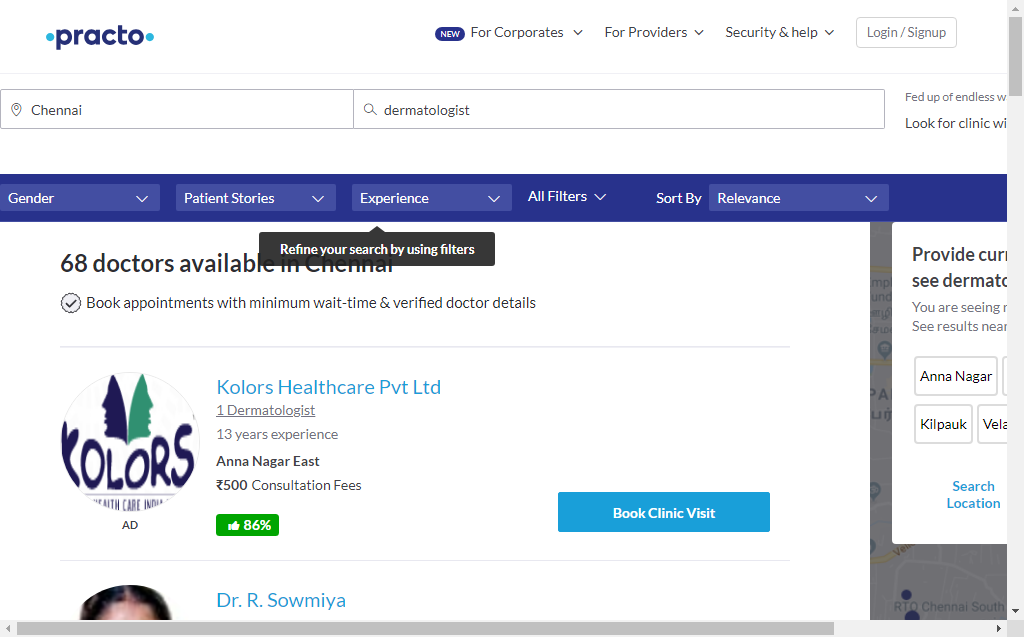 practo
NEW For Corporates
For Providers
Security & help
Login / Signup
Chennai
dermatologist
Fed up of endless w
Look for clinic wi
Gender
Patient Stories
Experience
All Filters
Sort By
Relevance
Refine your search by using filters
68 doctors available in Chennai
Book appointments with minimum wait-time & verified doctor details
KOLORS
HEALTH CARE INDIA
AD
Kolors Healthcare Pvt Ltd
1 Dermatologist
13 years experience
Anna Nagar East
₹500 Consultation Fees
86%
Book Clinic Visit
Dr. R. Sowmiya
Provide curr
see dermato
You are seeing r
See results near
Anna Nagar
Kilpauk
Vela
Search
Location
RTO Chennai South